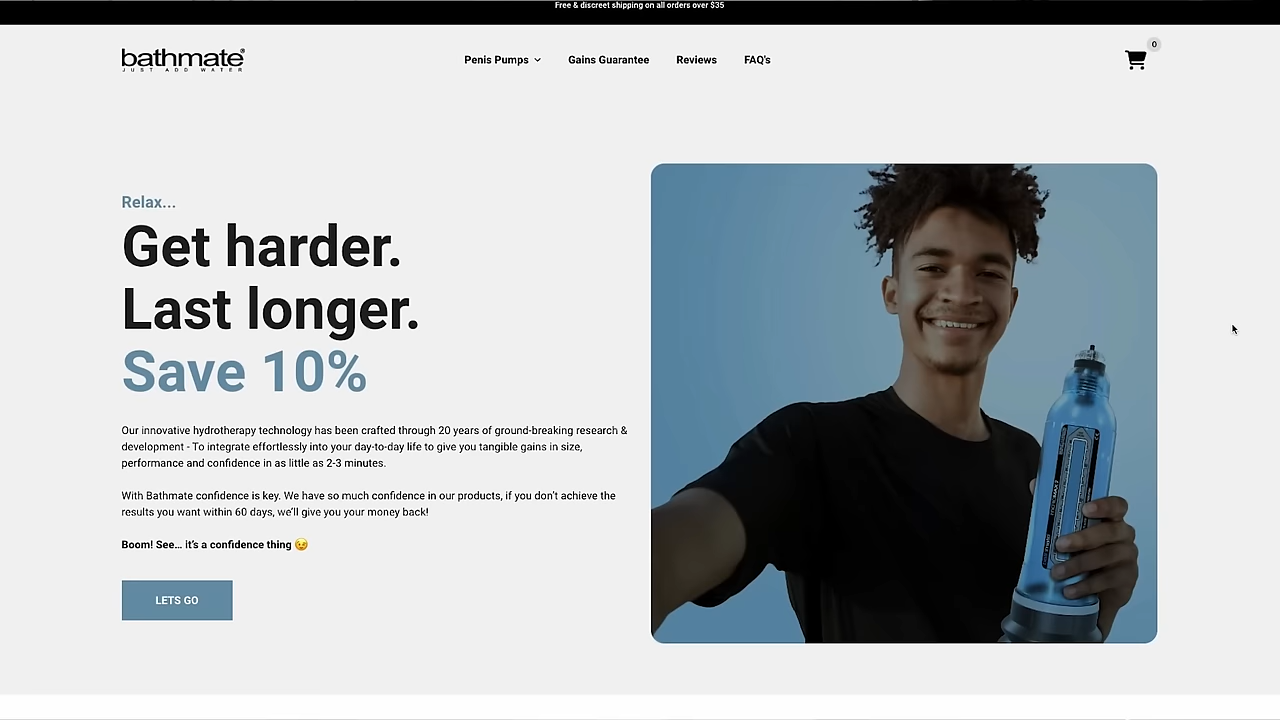 Free & discreet shipping on all orders over $35
bathmate®
JUST ADD WATER
Penis Pumps
Gains Guarantee
Reviews
FAQ's
0
Relax...
Get harder.
Last longer.
Save 10%
Our innovative hydrotherapy technology has been crafted through 20 years of ground-breaking research &
development - To integrate effortlessly into your day-to-day life to give you tangible gains in size,
performance and confidence in as little as 2-3 minutes.
With Bathmate confidence is key. We have so much confidence in our products, if you don't achieve the
results you want within 60 days, we'll give you your money back!
Boom! See... it's a confidence thing 😉
LETS GO